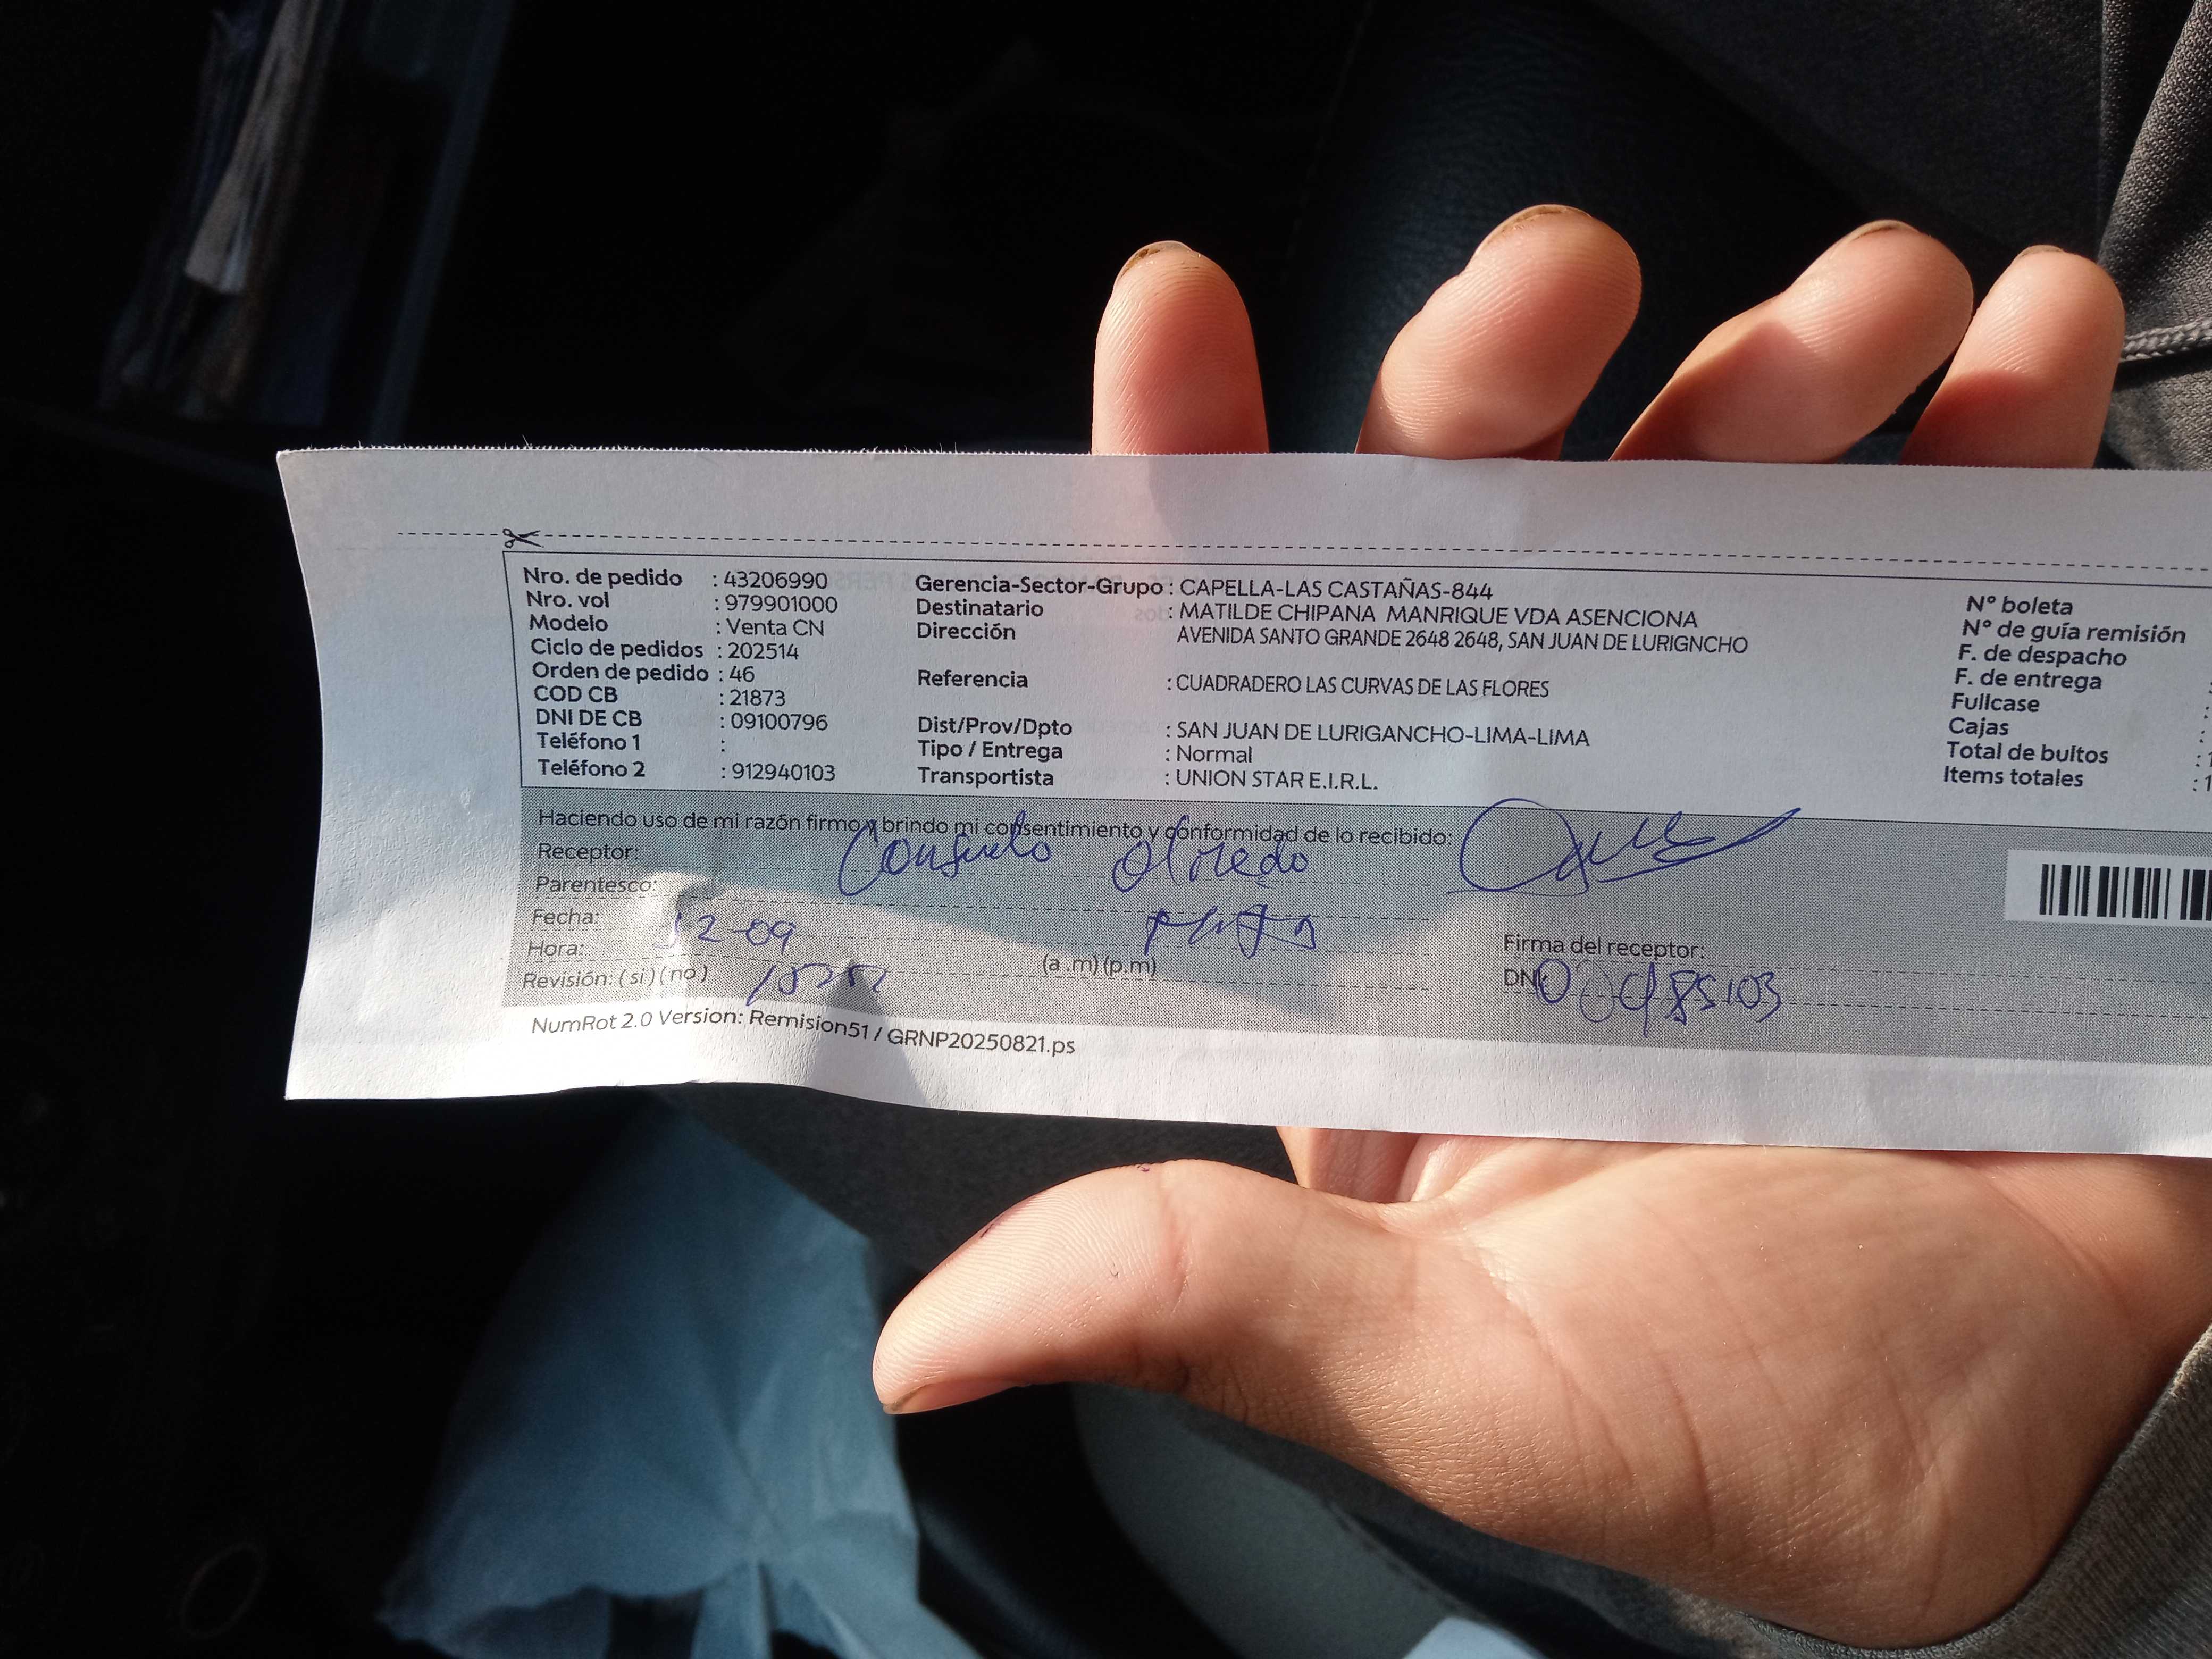 Nro. de pedido : 43206990
Nro. vol : 979901000
Modelo : Venta CN
Ciclo de pedidos : 202514
Orden de pedido : 46
COD CB : 21873
DNI DE CB : 09100796
Teléfono 1 :
Teléfono 2 : 912940103
Gerencia-Sector-Grupo : CAPELLA-LAS CASTAÑAS-844
Destinatario : MATILDE CHIPANA MANRIQUE VDA ASENCIONA
Dirección AVENIDA SANTO GRANDE 2648 2648, SAN JUAN DE LURIGNCHO
Referencia : CUADRADERO LAS CURVAS DE LAS FLORES
Dist/Prov/Dpto : SAN JUAN DE LURIGANCHO-LIMA-LIMA
Tipo / Entrega : Normal
Transportista : UNION STAR E.I.R.L.
N° boleta
N° de guía remisión
F. de despacho
F. de entrega :
Fullcase :
Cajas :
Total de bultos : 1
Items totales : 1
Haciendo uso de mi razón firmo y brindo mi consentimiento y conformidad de lo recibido:
Receptor: Consuelo
Parentesco:
Fecha: 12-09
Hora: (a .m) (p.m)
Revisión: ( si ) ( no )
Firma del receptor:
DNI:
NumRot 2.0 Version: Remision51 / GRNP20250821.ps